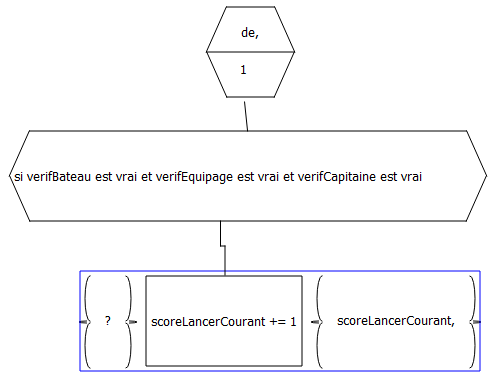 de,
1
si verifBateau est vrai et verifEquipage est vrai et verifCapitaine est vrai
? scoreLancerCourant += 1 scoreLancerCourant,